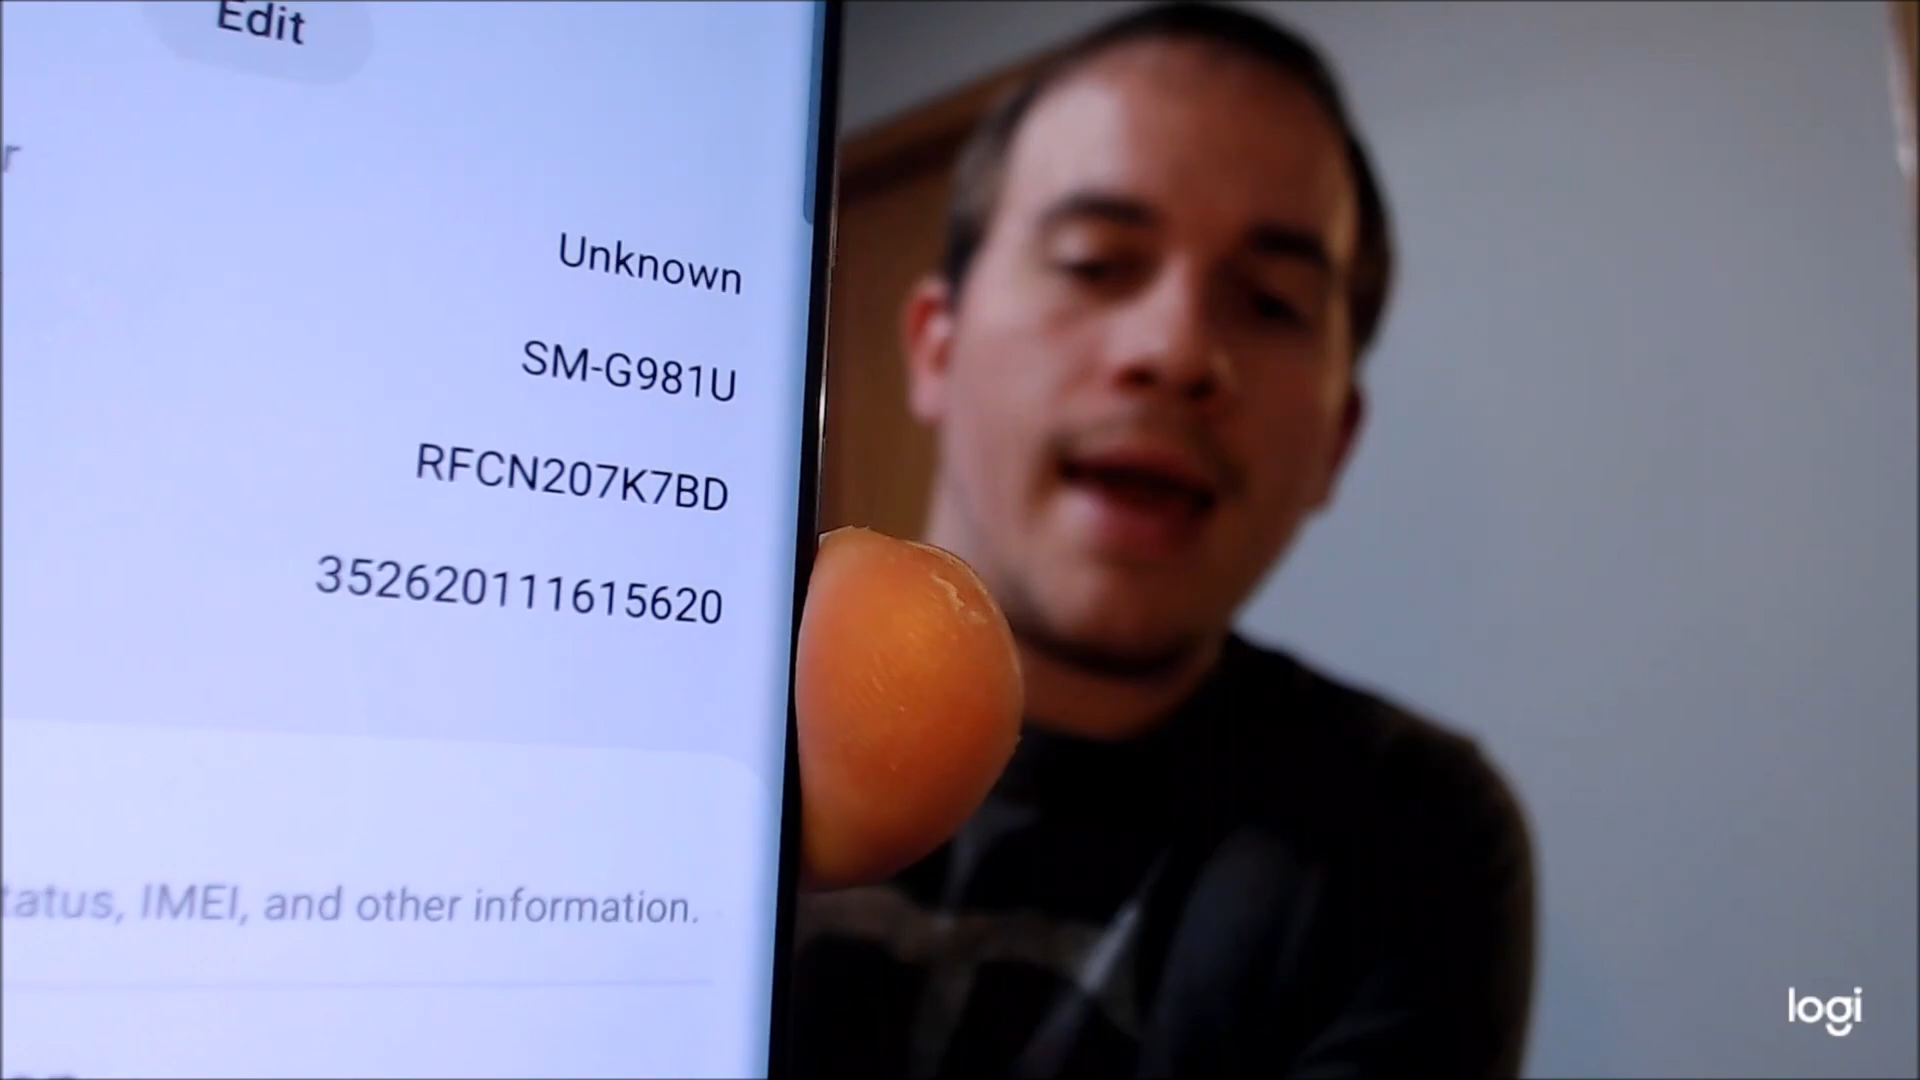 Edit
r
Unknown
SM-G981U
RFCN207K7BD
352620111615620
tatus, IMEI, and other information.
logi